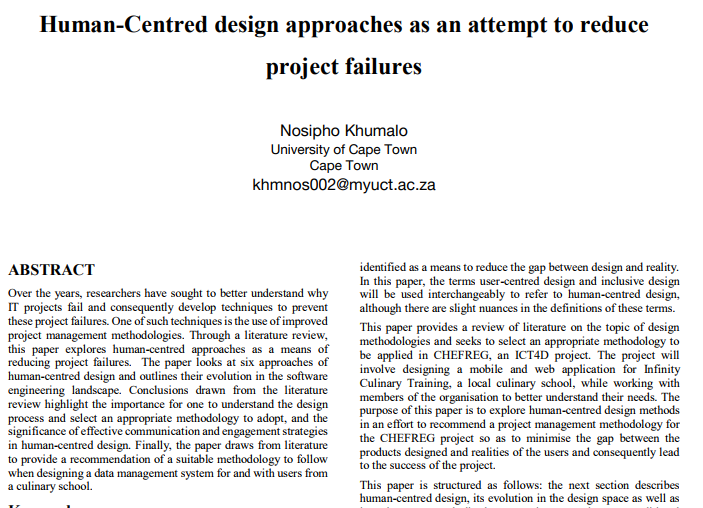 Human-Centred design approaches as an attempt to reduce
project failures
Nosipho Khumalo
University of Cape Town
Cape Town
khmnos002@myuct.ac.za
ABSTRACT
Over the years, researchers have sought to better understand why
IT projects fail and consequently develop techniques to prevent
these project failures. One of such techniques is the use of improved
project management methodologies. Through a literature review,
this paper explores human-centred approaches as a means of
reducing project failures. The paper looks at six approaches of
human-centred design and outlines their evolution in the software
engineering landscape. Conclusions drawn from the literature
review highlight the importance for one to understand the design
process and select an appropriate methodology to adopt, and the
significance of effective communication and engagement strategies
in human-centred design. Finally, the paper draws from literature
to provide a recommendation of a suitable methodology to follow
when designing a data management system for and with users from
a culinary school.
identified as a means to reduce the gap between design and reality.
In this paper, the terms user-centred design and inclusive design
will be used interchangeably to refer to human-centred design,
although there are slight nuances in the definitions of these terms.
This paper provides a review of literature on the topic of design
methodologies and seeks to select an appropriate methodology to
be applied in CHEFREG, an ICT4D project. The project will
involve designing a mobile and web application for Infinity
Culinary Training, a local culinary school, while working with
members of the organisation to better understand their needs. The
purpose of this paper is to explore human-centred design methods
in an effort to recommend a project management methodology for
the CHEFREG project so as to minimise the gap between the
products designed and realities of the users and consequently lead
to the success of the project.
This paper is structured as follows: the next section describes
human-centred design, its evolution in the design space as well as